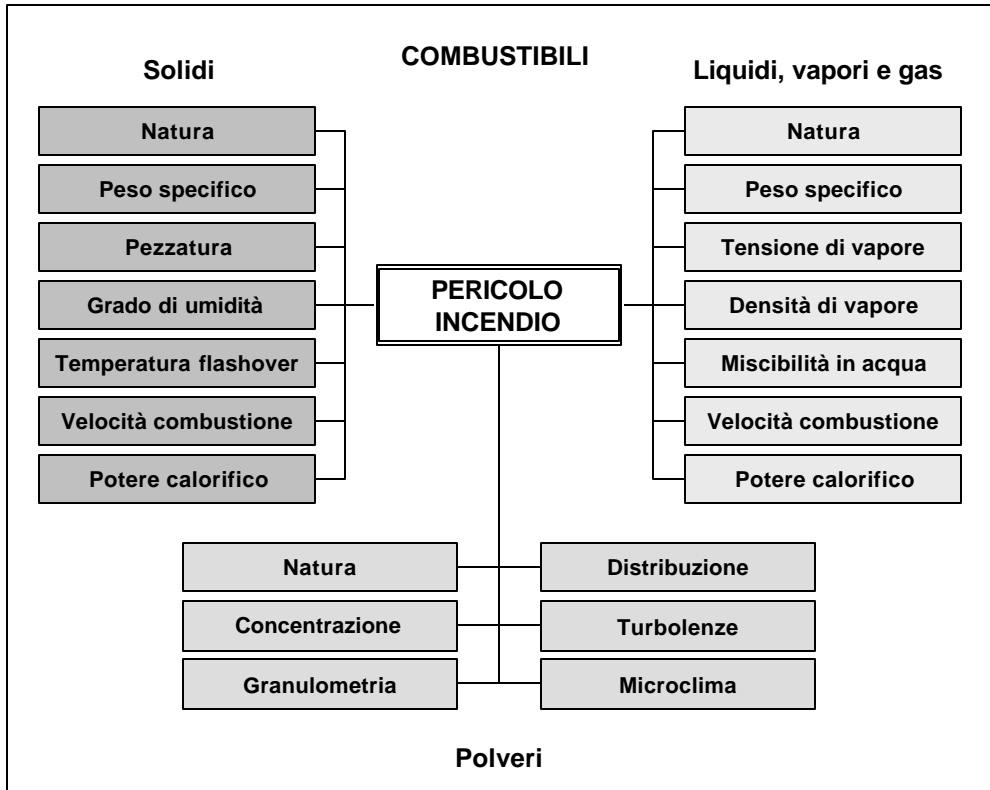 COMBUSTIBILI
Solidi
Natura
Peso specifico
Pezzatura
Grado di umidità
Temperatura flashover
Velocità combustione
Potere calorifico
PERICOLO
INCENDIO
Liquidi, vapori e gas
Natura
Peso specifico
Tensione di vapore
Densità di vapore
Miscibilità in acqua
Velocità combustione
Potere calorifico
Natura
Concentrazione
Granulometria
Distribuzione
Turbolenze
Microclima
Polveri